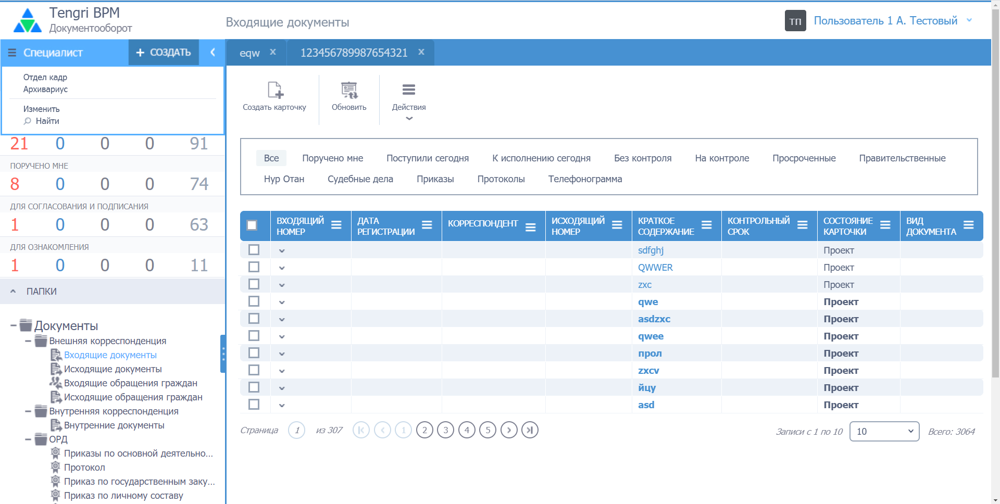 Tengri BPM
Документооборот
Входящие документы
ТП
Пользователь 1 А. Тестовый
Специалист
+ СОЗДАТЬ
eqw x
123456789987654321 x
Отдел кадр
Архивариус
Изменить
Найти
21 0 0 0 91
ПОРУЧЕНО МНЕ
8 0 0 0 74
ДЛЯ СОГЛАСОВАНИЯ И ПОДПИСАНИЯ
1 0 0 0 63
ДЛЯ ОЗНАКОМЛЕНИЯ
1 0 0 0 11
ПАПКИ
Документы
Внешняя корреспонденция
Входящие документы
Исходящие документы
Входящие обращения граждан
Исходящие обращения граждан
Внутренняя корреспонденция
Внутренние документы
ОРД
Приказы по основной деятельно...
Протокол
Приказ по государственным заку...
Приказ по личному составу
Создать карточку
Обновить
Действия
Все Поручено мне Поступили сегодня К исполнению сегодня Без контроля На контроле Просроченные Правительственные
Нур Отан Судебные дела Приказы Протоколы Телефонограмма
ВХОДЯЩИЙ НОМЕР
ДАТА РЕГИСТРАЦИИ
КОРРЕСПОНДЕНТ
ИСХОДЯЩИЙ НОМЕР
КРАТКОЕ СОДЕРЖАНИЕ
КОНТРОЛЬНЫЙ СРОК
СОСТОЯНИЕ КАРТОЧКИ
ВИД ДОКУМЕНТА
sdfghj Проект
QWWER Проект
zxc Проект
qwe Проект
asdzxc Проект
qwee Проект
прол Проект
zxcv Проект
йцу Проект
asd Проект
Страница 1 из 307 1 2 3 4 5
Записи с 1 по 10 10 Всего: 3064